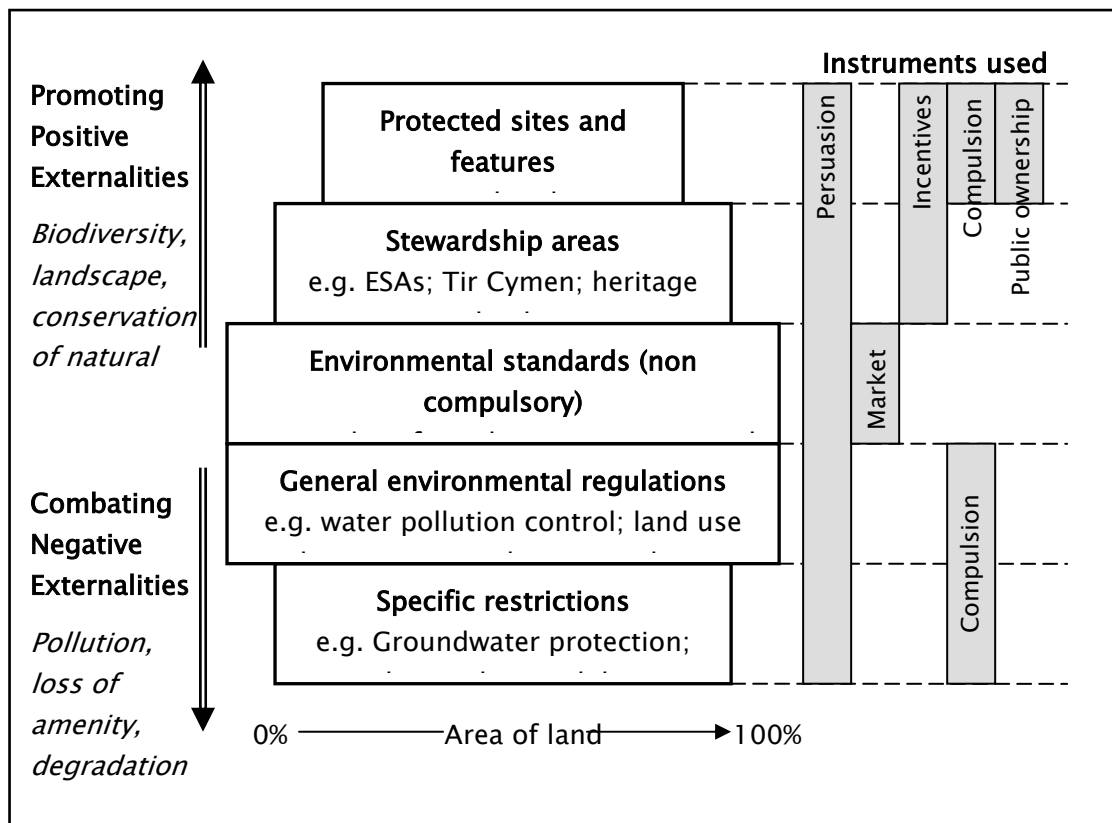 Instruments used
Promoting
Positive
Externalities
Biodiversity,
landscape,
conservation
of natural
Combating
Negative
Externalities
Pollution,
loss of
amenity,
degradation
Protected sites and
features
Stewardship areas
e.g. ESAs; Tir Cymen; heritage
Environmental standards (non
compulsory)
General environmental regulations
e.g. water pollution control; land use
Specific restrictions
e.g. Groundwater protection;
0% Area of land 100%
Persuasion
Market
Incentives
Compulsion
Public ownership
Compulsion